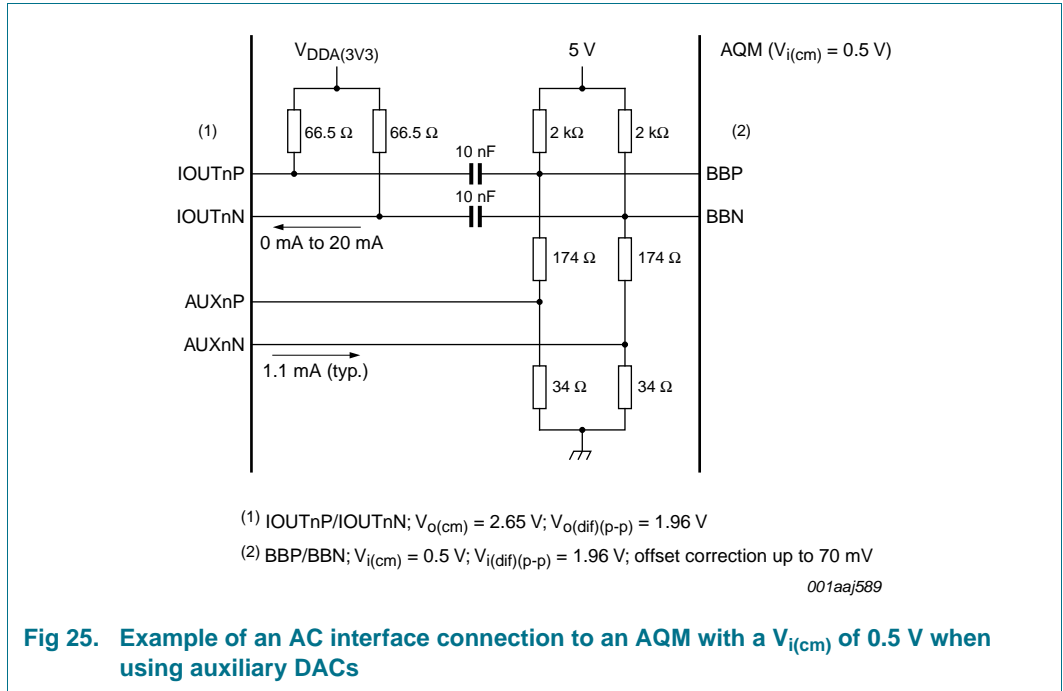 V_DDA(3V3) 5 V AQM (V_i(cm) = 0.5 V)
(1) 66.5 Ω 66.5 Ω 2 kΩ 2 kΩ (2)
10 nF
IOUTnP BBP
10 nF
IOUTnN BBN
0 mA to 20 mA
174 Ω 174 Ω
AUXnP
AUXnN
1.1 mA (typ.)
34 Ω 34 Ω
(1) IOUTnP/IOUTnN; V_o(cm) = 2.65 V; V_o(dif)(p-p) = 1.96 V
(2) BBP/BBN; V_i(cm) = 0.5 V; V_i(dif)(p-p) = 1.96 V; offset correction up to 70 mV
001aaj589
Fig 25. Example of an AC interface connection to an AQM with a V_i(cm) of 0.5 V when
using auxiliary DACs